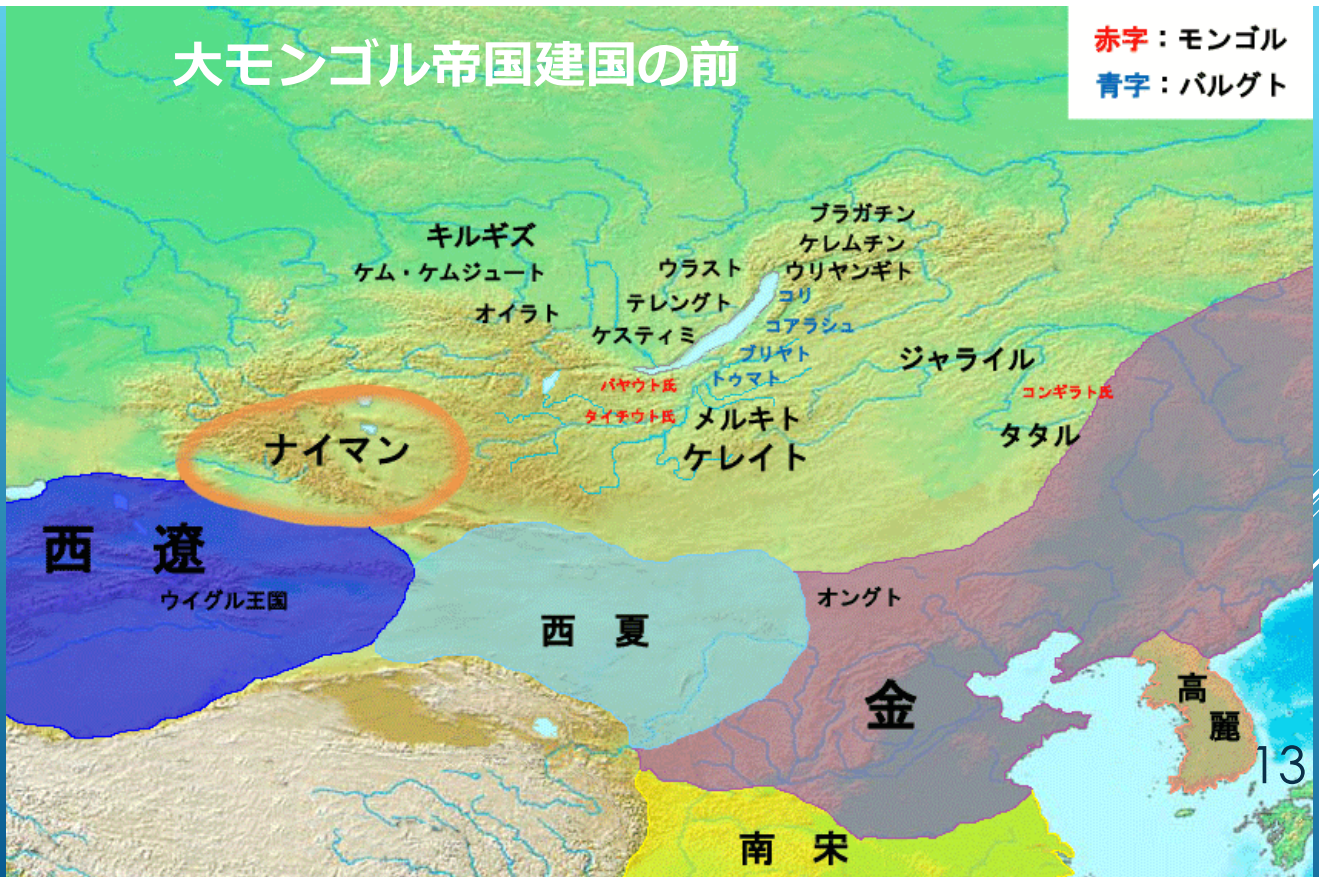 大モンゴル帝国建国の前
赤字：モンゴル
青字：バルグト
ブラガチン
キルギズ
ケレムチン
ケム・ケムジュート
ウラスト
ウリヤンギト
コリ
テレングト
オイラト
コアラシュ
ケスティミ
ブリヤト
ジャライル
トゥマト
バヤウト氏
コンギラト氏
タイチウト氏
メルキト
タタル
ナイマン
ケレイト
西 遼
ウイグル王国
オングト
西 夏
金
高
麗
13
南 宋